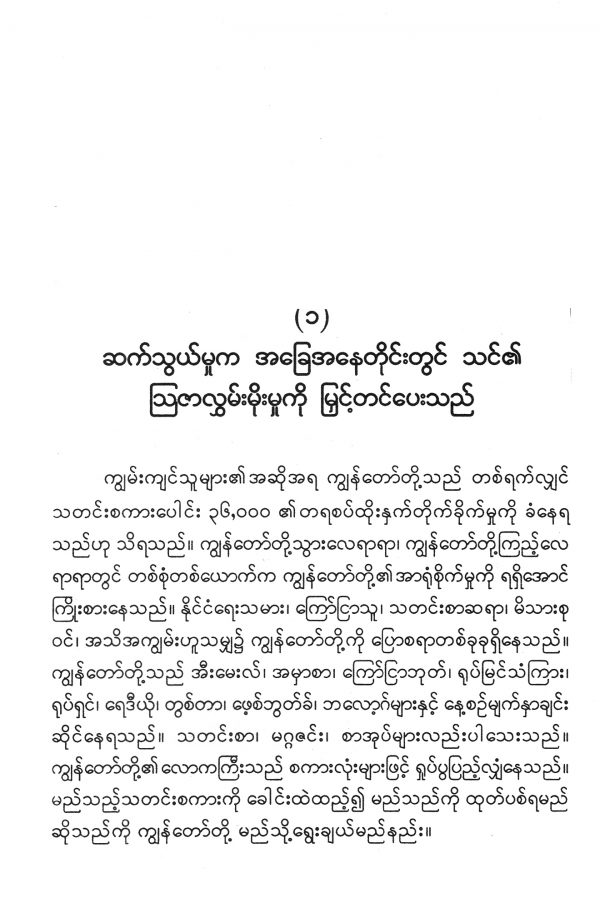 (၁)
ဆက်သွယ်မှုက အခြေအနေတိုင်းတွင် သင်၏
ဩဇာလွှမ်းမိုးမှုကို မြှင့်တင်ပေးသည်
ကျွမ်းကျင်သူများ၏အဆိုအရ ကျွန်တော်တို့သည် တစ်ရက်လျှင်
သတင်းစကားပေါင်း ၃၆,၀၀၀ ၏တရစပ်ထိုးနှက်တိုက်ခိုက်မှုကို ခံနေရ
သည်ဟု သိရသည်။ ကျွန်တော်တို့သွားလေရာရာ၊ ကျွန်တော်တို့ကြည့်လေ
ရာရာတွင် တစ်စုံတစ်ယောက်က ကျွန်တော်တို့၏အာရုံစိုက်မှုကို ရရှိအောင်
ကြိုးစားနေသည်။ နိုင်ငံရေးသမား၊ ကြော်ငြာသူ၊ သတင်းစာဆရာ၊ မိသားစု
ဝင်၊ အသိအကျွမ်းဟူသမျှ၌ ကျွန်တော်တို့ကို ပြောစရာတစ်ခုခုရှိနေသည်။
ကျွန်တော်တို့သည် အီးမေးလ်၊ အမှာစာ၊ ကြော်ငြာဘုတ်၊ ရုပ်မြင်သံကြား၊
ရုပ်ရှင်၊ ရေဒီယို၊ တွစ်တာ၊ ဖေ့စ်ဘွတ်ခ်၊ ဘလော့ဂ်များနှင့် နေ့စဉ်မျက်နှာချင်း
ဆိုင်နေရသည်။ သတင်းစာ၊ မဂ္ဂဇင်း၊ စာအုပ်များလည်းပါသေးသည်။
ကျွန်တော်တို့၏လောကကြီးသည် စကားလုံးများဖြင့် ရှုပ်ပွပြည့်လျှံနေသည်။
မည်သည့်သတင်းစကားကို ခေါင်းထဲထည့်၍ မည်သည်ကို ထုတ်ပစ်ရမည်
ဆိုသည်ကို ကျွန်တော်တို့ မည်သို့ရွေးချယ်မည်နည်း။